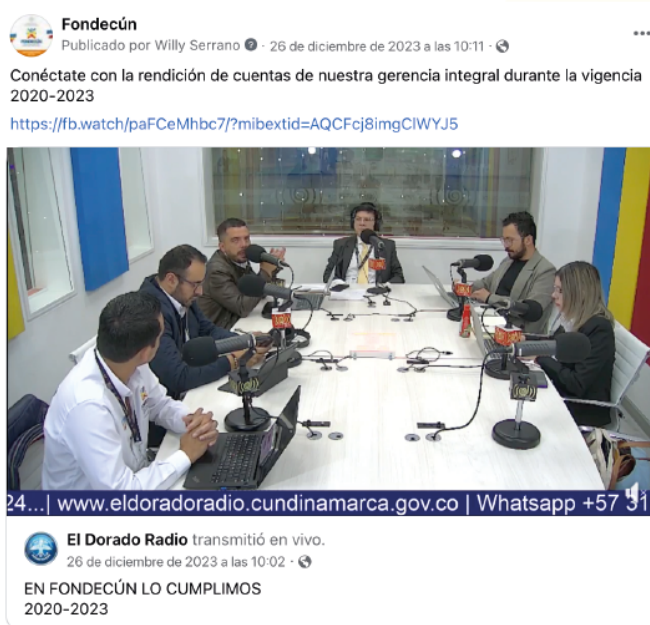 Fondecún
Publicado por Willy Serrano · 26 de diciembre de 2023 a las 10:11 ·
Conéctate con la rendición de cuentas de nuestra gerencia integral durante la vigencia
2020-2023
https://fb.watch/paFCeMhbc7/?mibextid=AQCFcj8imgClWYJ5
24...| www.eldoradoradio.cundinamarca.gov.co | Whatsapp +57 31
El Dorado Radio transmitió en vivo.
26 de diciembre de 2023 a las 10:02 ·
EN FONDECÚN LO CUMPLIMOS
2020-2023